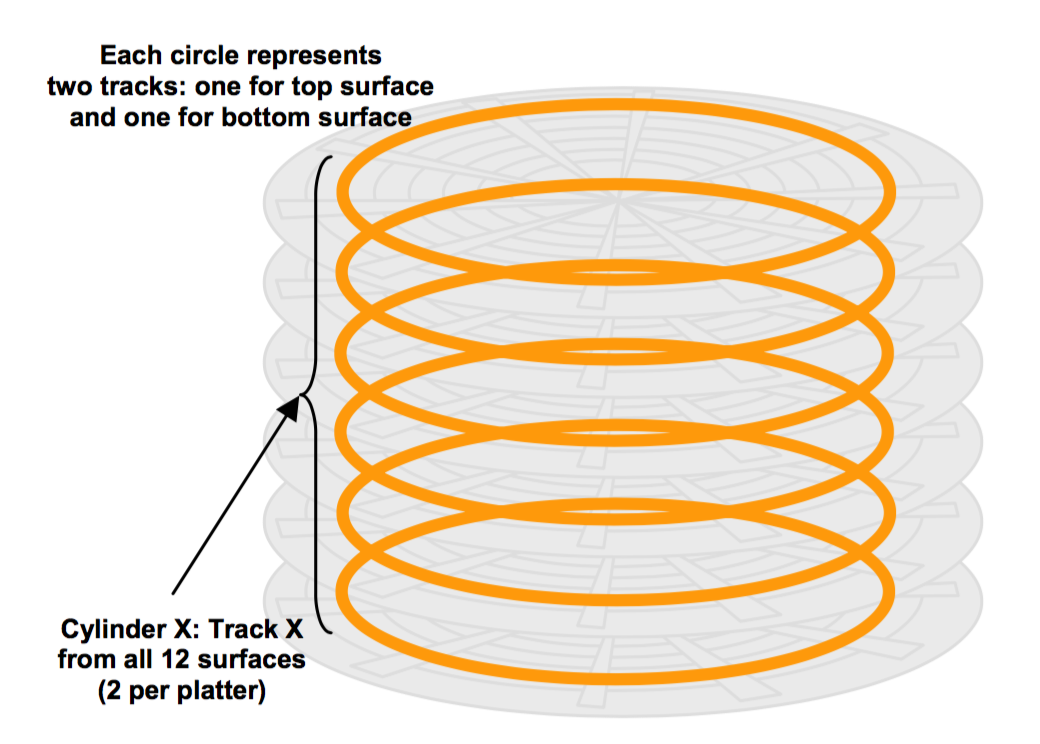 Each circle represents
two tracks: one for top surface
and one for bottom surface
Cylinder X: Track X
from all 12 surfaces
(2 per platter)